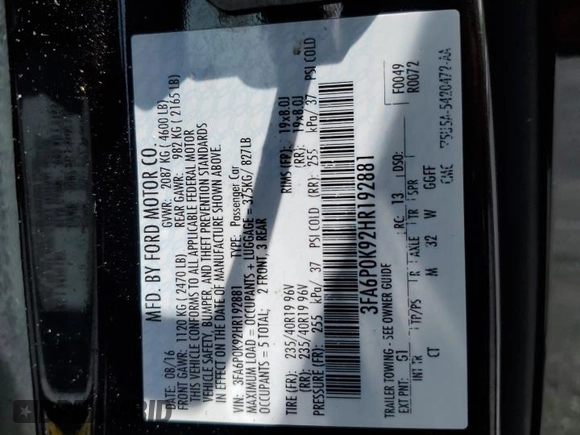 MFD. BY FORD MOTOR CO.
DATE: 08/16 GVWR: 2087 KG ( 4600 LB)
FRONT GAWR: 1120 KG ( 2470 LB) REAR GAWR: 982 KG ( 2165 LB)
THIS VEHICLE CONFORMS TO ALL APPLICABLE FEDERAL MOTOR
VEHICLE SAFETY, BUMPER, AND THEFT PREVENTION STANDARDS
IN EFFECT ON THE DATE OF MANUFACTURE SHOWN ABOVE.
VIN: 3FA6P0K92HR192881 TYPE: Passenger Car
MAXIMUM LOAD = OCCUPANTS + LUGGAGE = 375KG/ 827LB
OCCUPANTS = 5 TOTAL; 2 FRONT 3 REAR
TIRE (FR): 235/40R19 96V RIMS (FR): 19x8.0J
(RR): 235/40R19 96V (RR): 19x8.0J
PRESSURE (FR): 255 kPa/ 37 PSI COLD (RR): 255 kPa/ 37 PSI COLD
3FA6P0K92HR192881
TRAILER TOWING - SEE OWNER GUIDE
F0049
R0072
EXT PNT: G1 RC: 13 DSO:
INT TR TP/PS R AXLE TR SPR
CT M 32 W GGFF